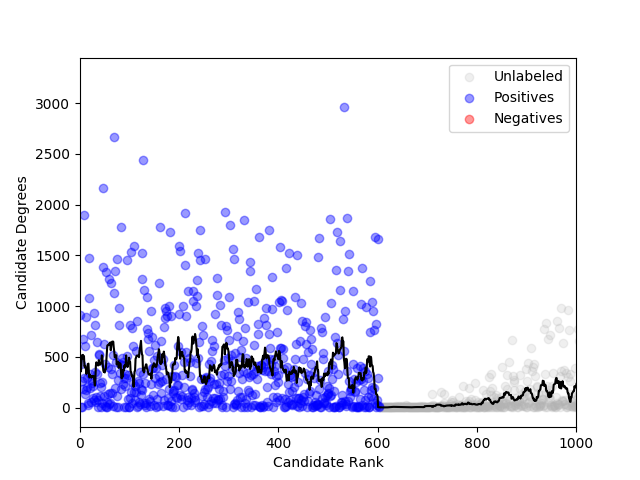 Candidate Degrees
3000
2500
2000
1500
1000
500
0
0 200 400 600 800 1000
Candidate Rank
Unlabeled
Positives
Negatives